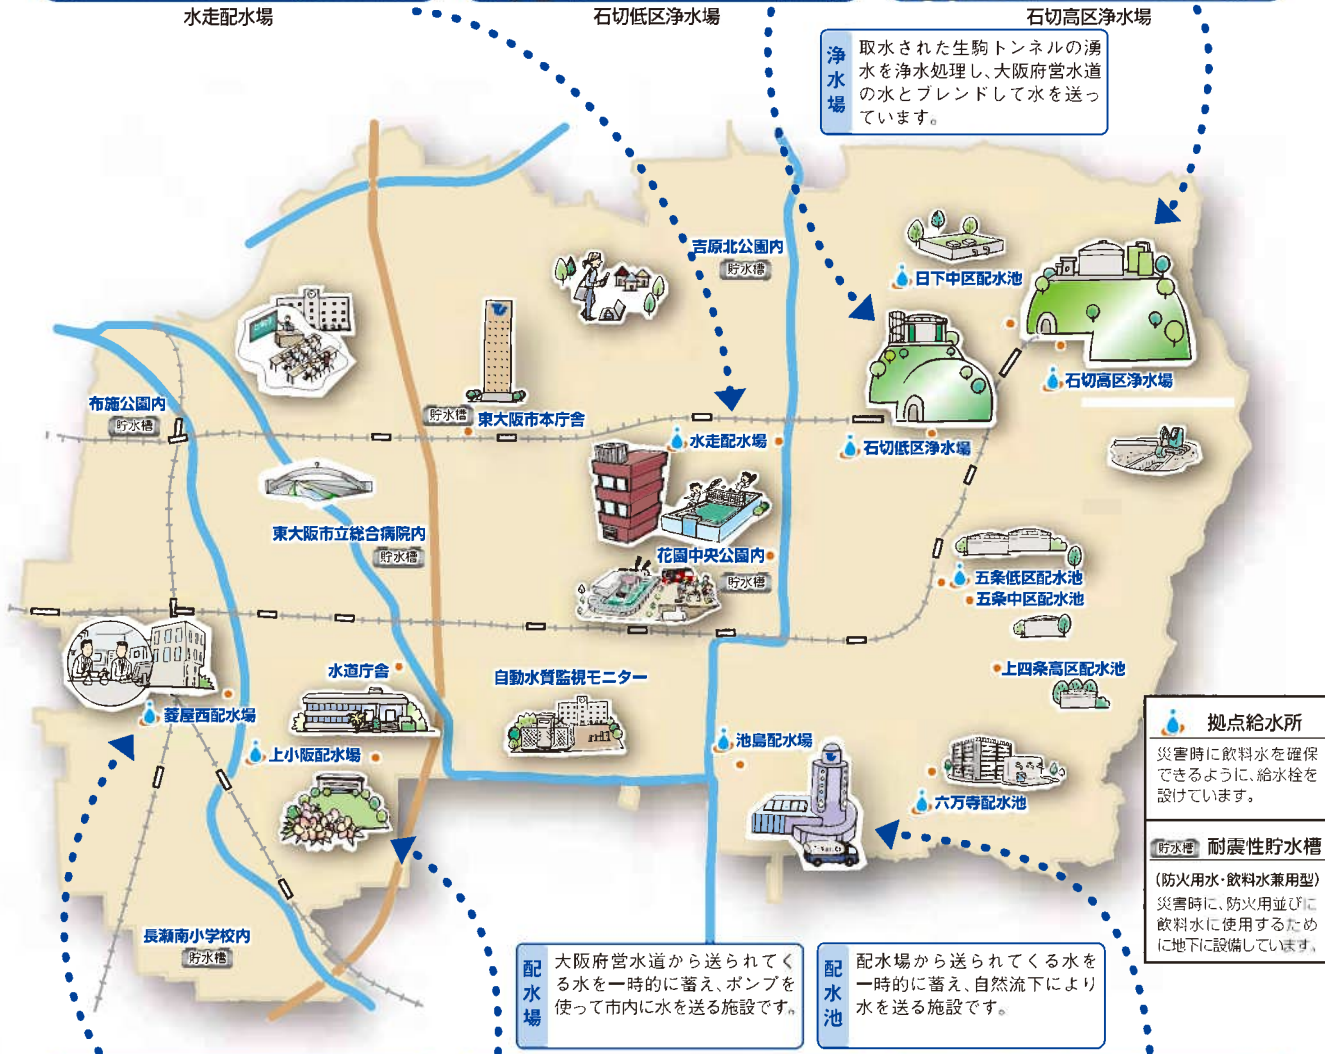 水走配水場
石切低区浄水場
石切高区浄水場
浄水場
取水された生駒トンネルの湧
水を浄水処理し、大阪府営水道
の水とブレンドして水を送っ
ています。
吉原北公園内
貯水槽
日下中区配水池
石切高区浄水場
布施公園内
貯水槽
貯水槽 東大阪市本庁舎
水走配水場
石切低区浄水場
東大阪市立総合病院内
貯水槽
花園中央公園内
貯水槽
五条低区配水池
五条中区配水池
水道庁舎
自動水質監視モニター
上四条高区配水池
菱屋西配水場
上小阪配水場
池島配水場
六万寺配水池
拠点給水所
災害時に飲料水を確保
できるように、給水栓を
設けています。
貯水槽 耐震性貯水槽
(防火用水・飲料水兼用型)
災害時に、防火用並びに
飲料水に使用するため
に地下に設備しています。
長瀬南小学校内
貯水槽
配水場
大阪府営水道から送られてく
る水を一時的に蓄え、ポンプを
使って市内に水を送る施設です。
配水池
配水場から送られてくる水を
一時的に蓄え、自然流下により
水を送る施設です。